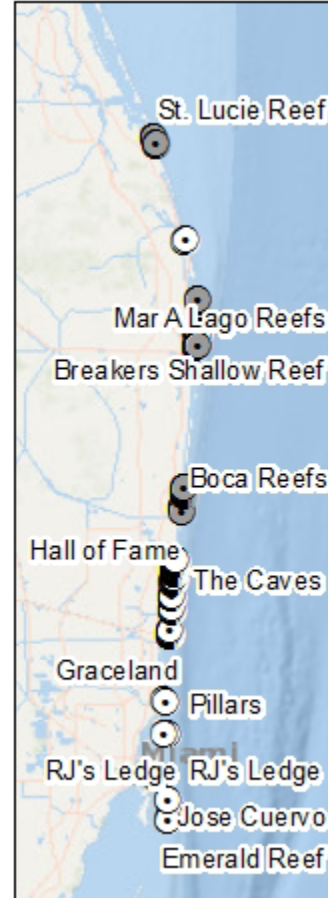 St. Lucie Reef
Mar A Lago Reefs
Breakers Shallow Reef
Boca Reefs
Hall of Fame
The Caves
Graceland
Pillars
Miami
RJ's Ledge RJ's Ledge
Jose Cuervo
Emerald Reef